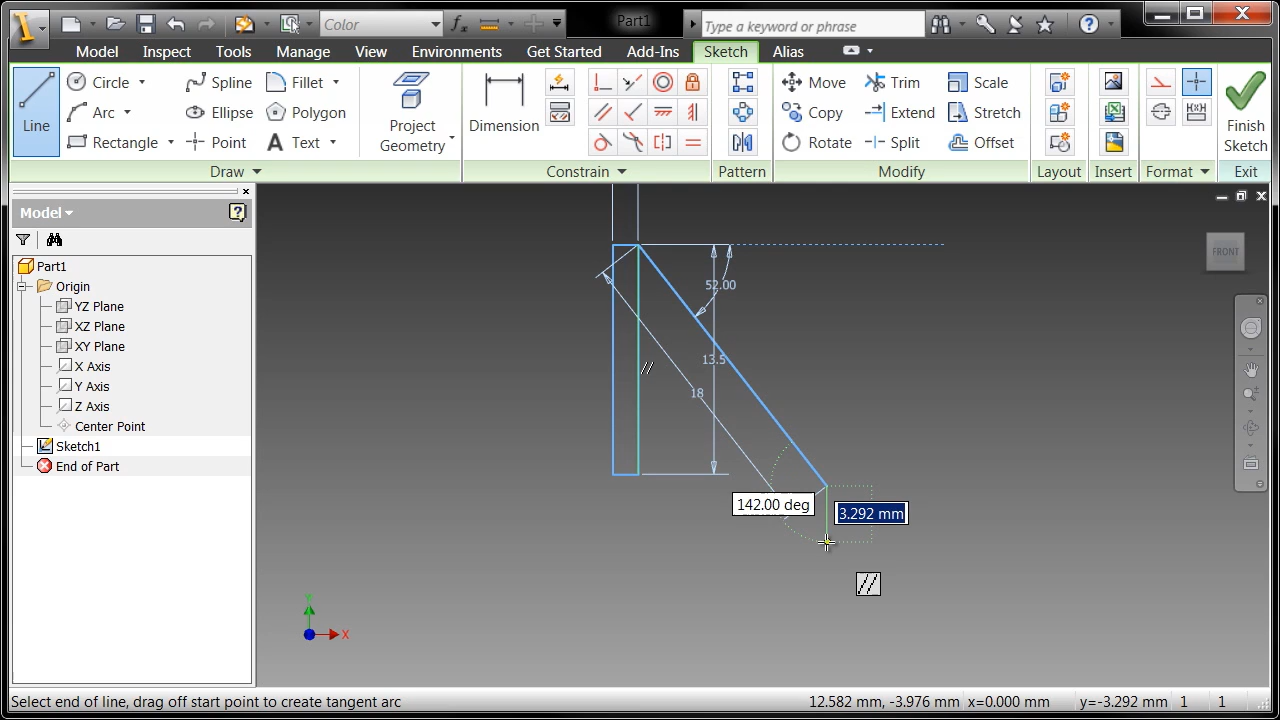 Color
Part1
Type a keyword or phrase
Model Inspect Tools Manage View Environments Get Started Add-Ins Sketch Alias
Line
Circle Spline Fillet
Arc Ellipse Polygon
Rectangle Point Text
Project
Geometry
Dimension
Move Trim Scale
Copy Extend Stretch
Rotate Split Offset
Finish
Sketch
Draw Constrain Pattern Modify Layout Insert Format Exit
Model
Part1
Origin
YZ Plane
XZ Plane
XY Plane
X Axis
Y Axis
Z Axis
Center Point
Sketch1
End of Part
FRONT
52.00
13.5
18
142.00 deg
3.292 mm
Y
X
Select end of line, drag off start point to create tangent arc 12.582 mm, -3.976 mm x=0.000 mm y=-3.292 mm 1 1